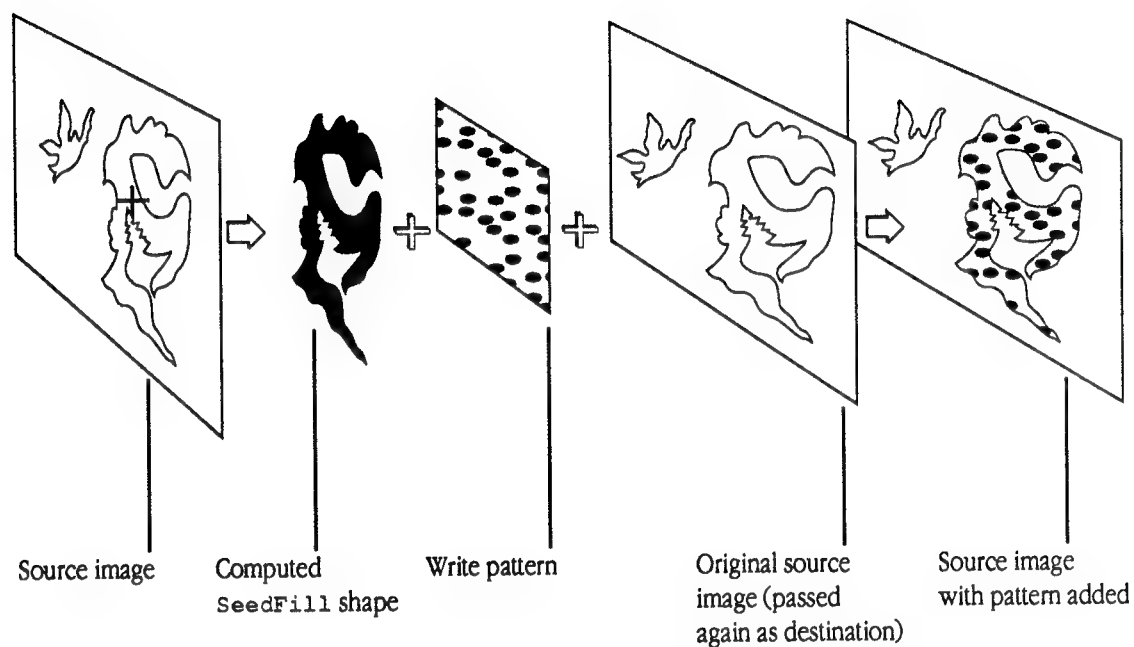 Source image
Computed
SeedFill shape
Write pattern
Original source
image (passed
again as destination)
Source image
with pattern added